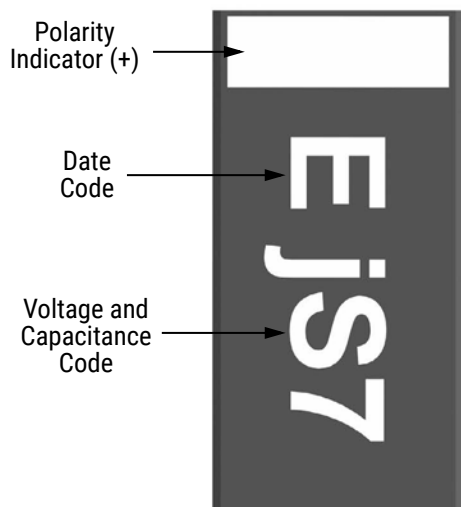 Polarity
Indicator (+)
Date
Code
Voltage and
Capacitance
Code
E jS7